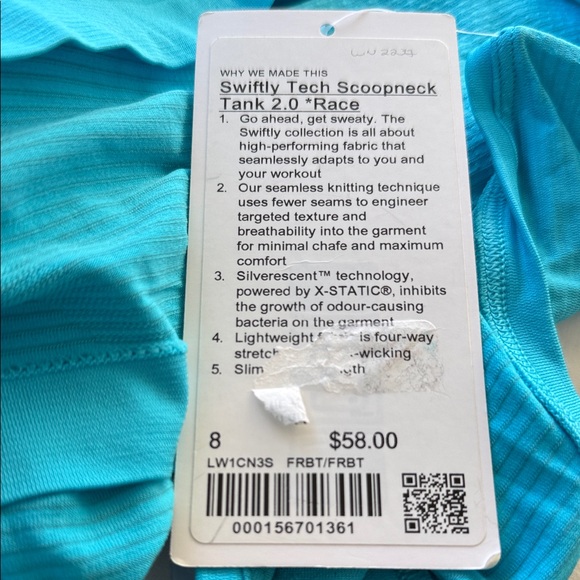 WHY WE MADE THIS
Swiftly Tech Scoopneck
Tank 2.0 *Race
1. Go ahead, get sweaty. The
Swiftly collection is all about
high-performing fabric that
seamlessly adapts to you and
your workout
2. Our seamless knitting technique
uses fewer seams to engineer
targeted texture and
breathability into the garment
for minimal chafe and maximum
comfort
3. Silverescent™ technology,
powered by X-STATIC®, inhibits
the growth of odour-causing
bacteria on the garment
4. Lightweight is four-way
-wicking
5. Slim
8 $58.00
LW1CN3S FRBT/FRBT
000156701361